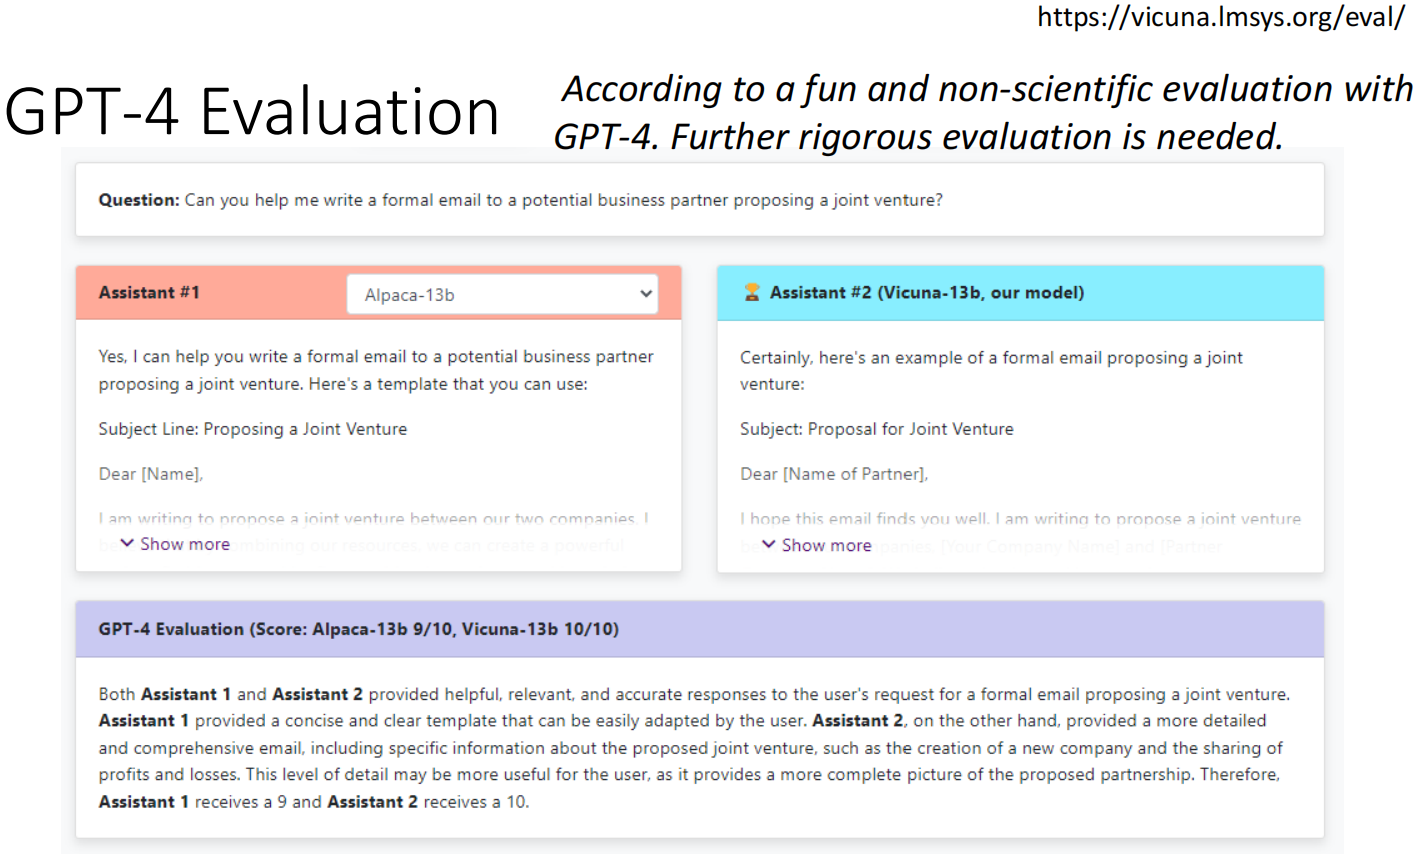 https://vicuna.lmsys.org/eval/
GPT-4 Evaluation
According to a fun and non-scientific evaluation with
GPT-4. Further rigorous evaluation is needed.
Question: Can you help me write a formal email to a potential business partner proposing a joint venture?
Assistant #1
Alpaca-13b
Yes, I can help you write a formal email to a potential business partner
proposing a joint venture. Here's a template that you can use:
Subject Line: Proposing a Joint Venture
Dear [Name],
I am writing to propose a joint venture between our two companies. I
combining our resources, we can create a powerful
Show more
Assistant #2 (Vicuna-13b, our model)
Certainly, here's an example of a formal email proposing a joint
venture:
Subject: Proposal for Joint Venture
Dear [Name of Partner],
I hope this email finds you well. I am writing to propose a joint venture
[Your Company Name] and [Partner
Show more
GPT-4 Evaluation (Score: Alpaca-13b 9/10, Vicuna-13b 10/10)
Both Assistant 1 and Assistant 2 provided helpful, relevant, and accurate responses to the user's request for a formal email proposing a joint venture.
Assistant 1 provided a concise and clear template that can be easily adapted by the user. Assistant 2, on the other hand, provided a more detailed
and comprehensive email, including specific information about the proposed joint venture, such as the creation of a new company and the sharing of
profits and losses. This level of detail may be more useful for the user, as it provides a more complete picture of the proposed partnership. Therefore,
Assistant 1 receives a 9 and Assistant 2 receives a 10.